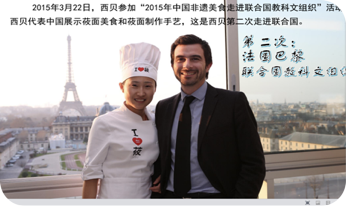 2015年3月22日，西贝参加“2015年中国非遗美食走进联合国教科文组织”活动
西贝代表中国展示莜面美食和莜面制作手艺，这是西贝第二次走进联合国。
第二次：
法国巴黎
联合国教科文组织
I ❤ 莜
I
莜